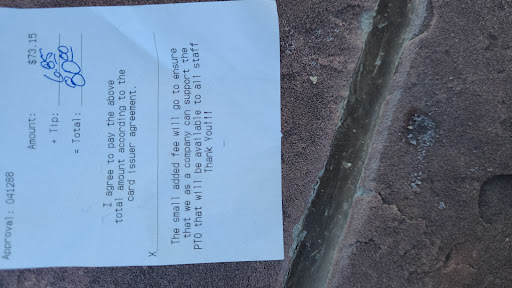 Approval: 041288
Amount: $73.15
+ Tip: 6.85
= Total: 80.00
I agree to pay the above
total amount according to the
card issuer agreement.
X
The small added fee will go to ensure
that we as a company can support the
PTO that will be available to all staff
Thank You!!!